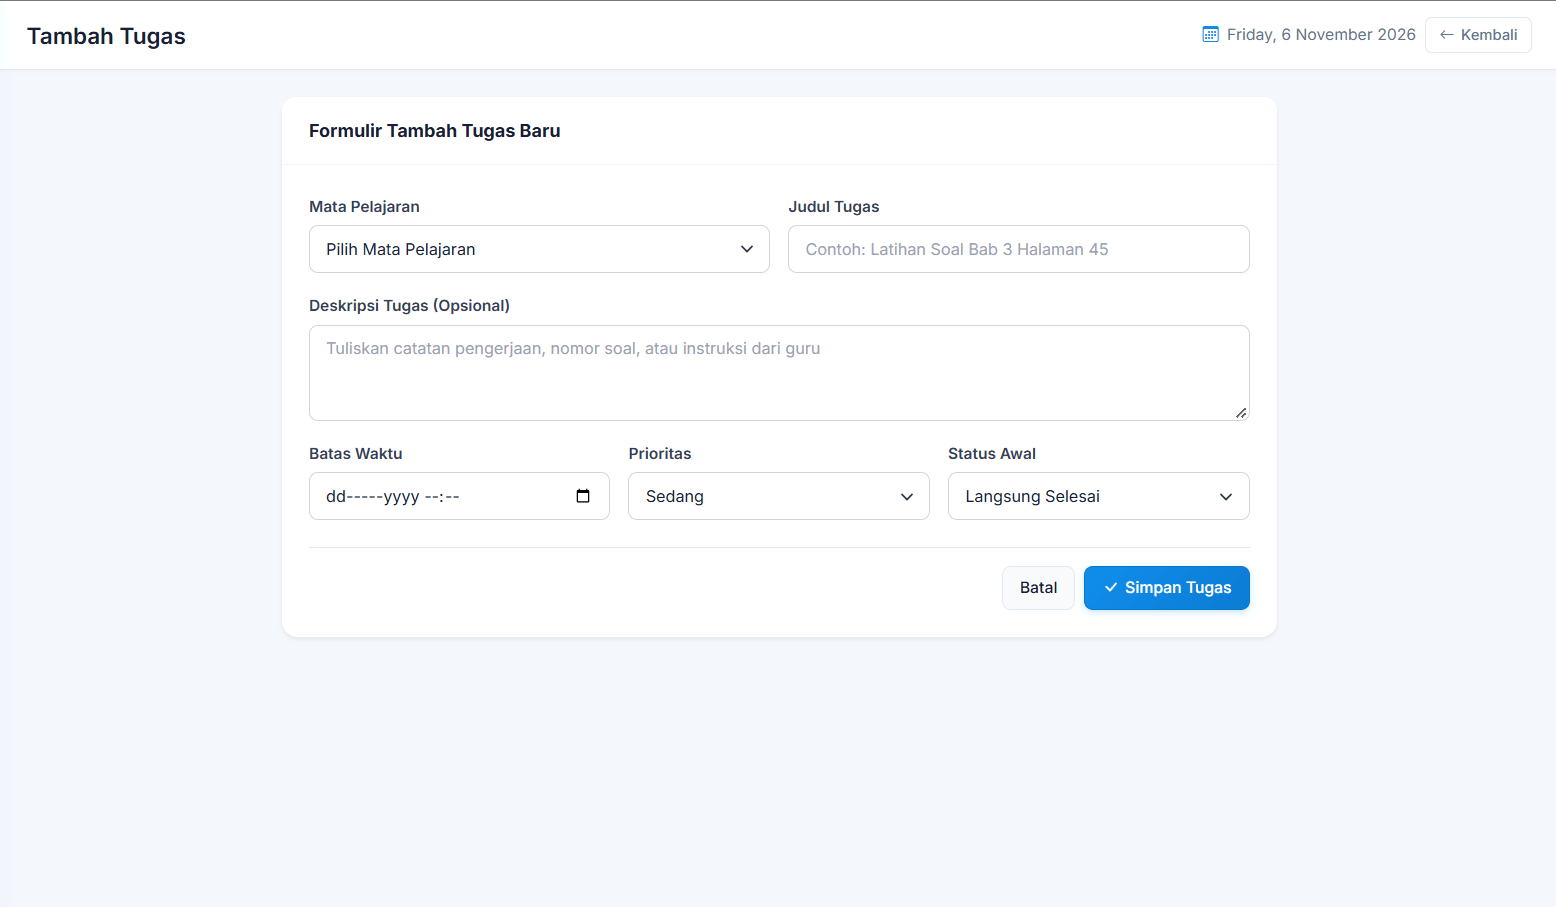 Tambah Tugas
Friday, 6 November 2026
← Kembali
Formulir Tambah Tugas Baru
Mata Pelajaran
Judul Tugas
Pilih Mata Pelajaran
Contoh: Latihan Soal Bab 3 Halaman 45
Deskripsi Tugas (Opsional)
Tuliskan catatan pengerjaan, nomor soal, atau instruksi dari guru
Batas Waktu
Prioritas
Status Awal
dd-----yyyy --:--
Sedang
Langsung Selesai
Batal
Simpan Tugas